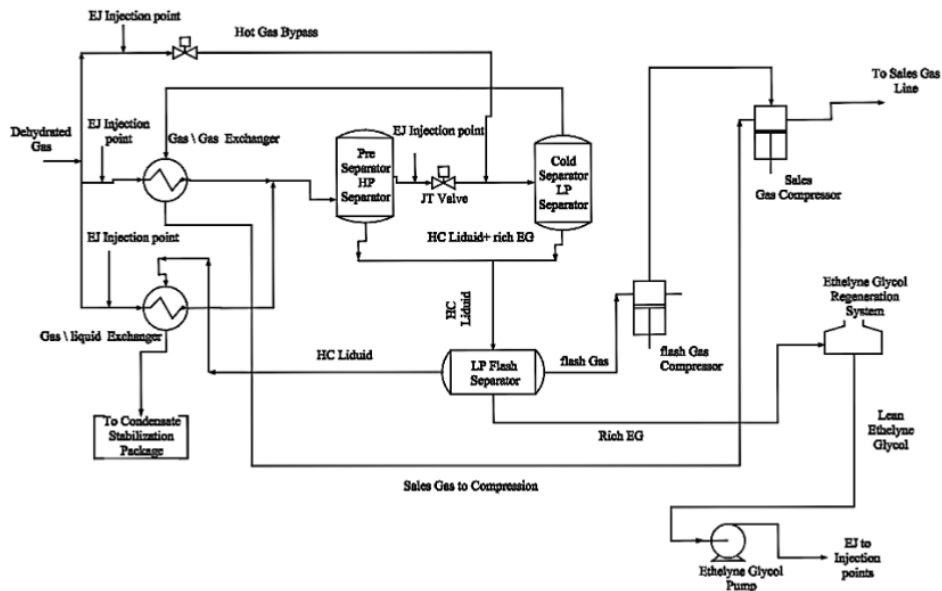 EJ Injection point
Hot Gas Bypass
To Sales Gas
Line
Dehydrated
Gas
EJ Injection
point
Gas \ Gas Exchanger
EJ Injection point
Pre
Separator
HP
Separator
JT Valve
Cold
Separator
LP
Separator
Sales
Gas Compressor
HC Liduid+ rich EG
EJ Injection point
Gas \ liquid Exchanger
HC
Liduid
Ethelyne Glycol
Regeneration
System
HC Liduid
LP Flash
Separator
flash Gas
flash Gas
Compressor
To Condensate
Stabilization
Package
Rich EG
Lean
Ethelyne
Glycol
Sales Gas to Compression
Ethelyne Glycol
Pump
EJ to
Injection
points